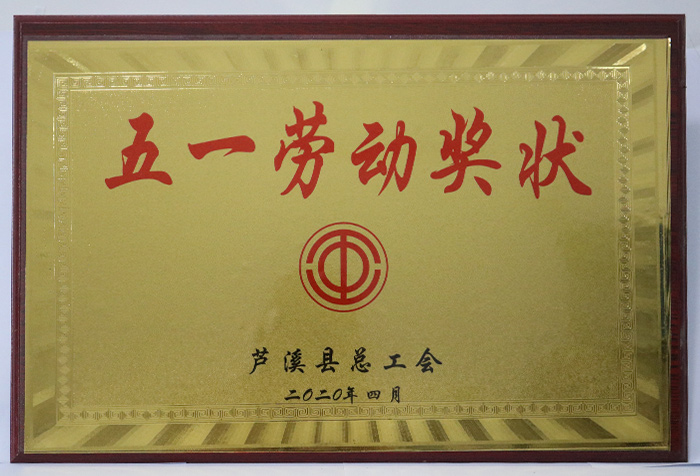 五一劳动奖状
芦溪县总工会
二〇二〇年四月